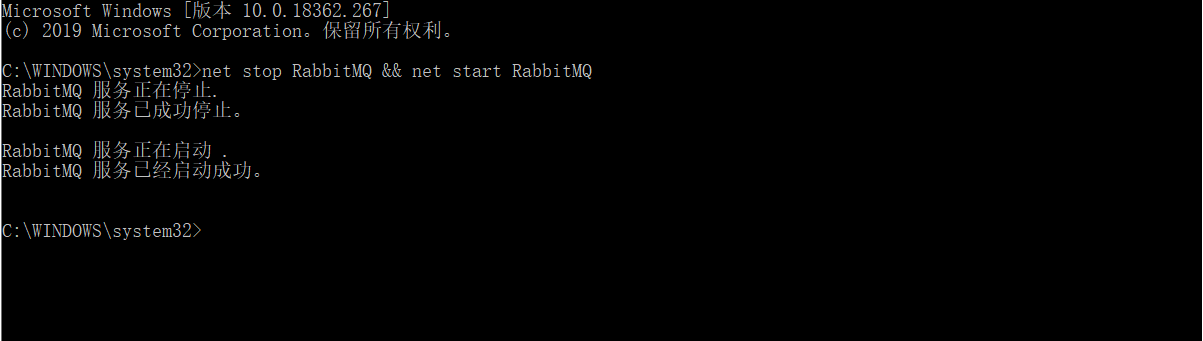 Microsoft Windows [版本 10.0.18362.267]
(c) 2019 Microsoft Corporation。保留所有权利。
C:\WINDOWS\system32>net stop RabbitMQ && net start RabbitMQ
RabbitMQ 服务正在停止.
RabbitMQ 服务已成功停止。
RabbitMQ 服务正在启动 .
RabbitMQ 服务已经启动成功。
C:\WINDOWS\system32>